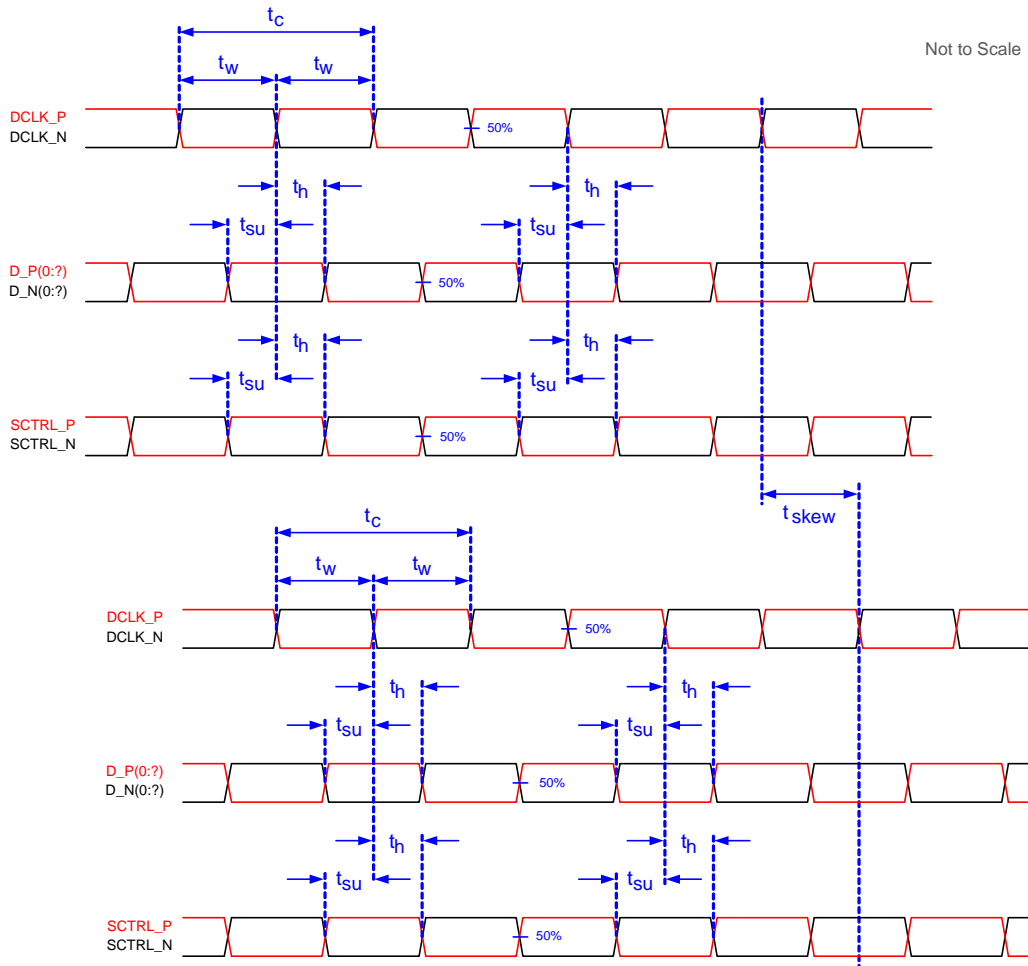 tc
Not to Scale
tw tw
DCLK_P
DCLK_N
50%
th th
tsu tsu
D_P(0:?)
D_N(0:?)
50%
th th
tsu tsu
SCTRL_P
SCTRL_N
50%
tskew
tc
tw tw
DCLK_P
DCLK_N
50%
th th
tsu tsu
D_P(0:?)
D_N(0:?)
50%
th th
tsu tsu
SCTRL_P
SCTRL_N
50%